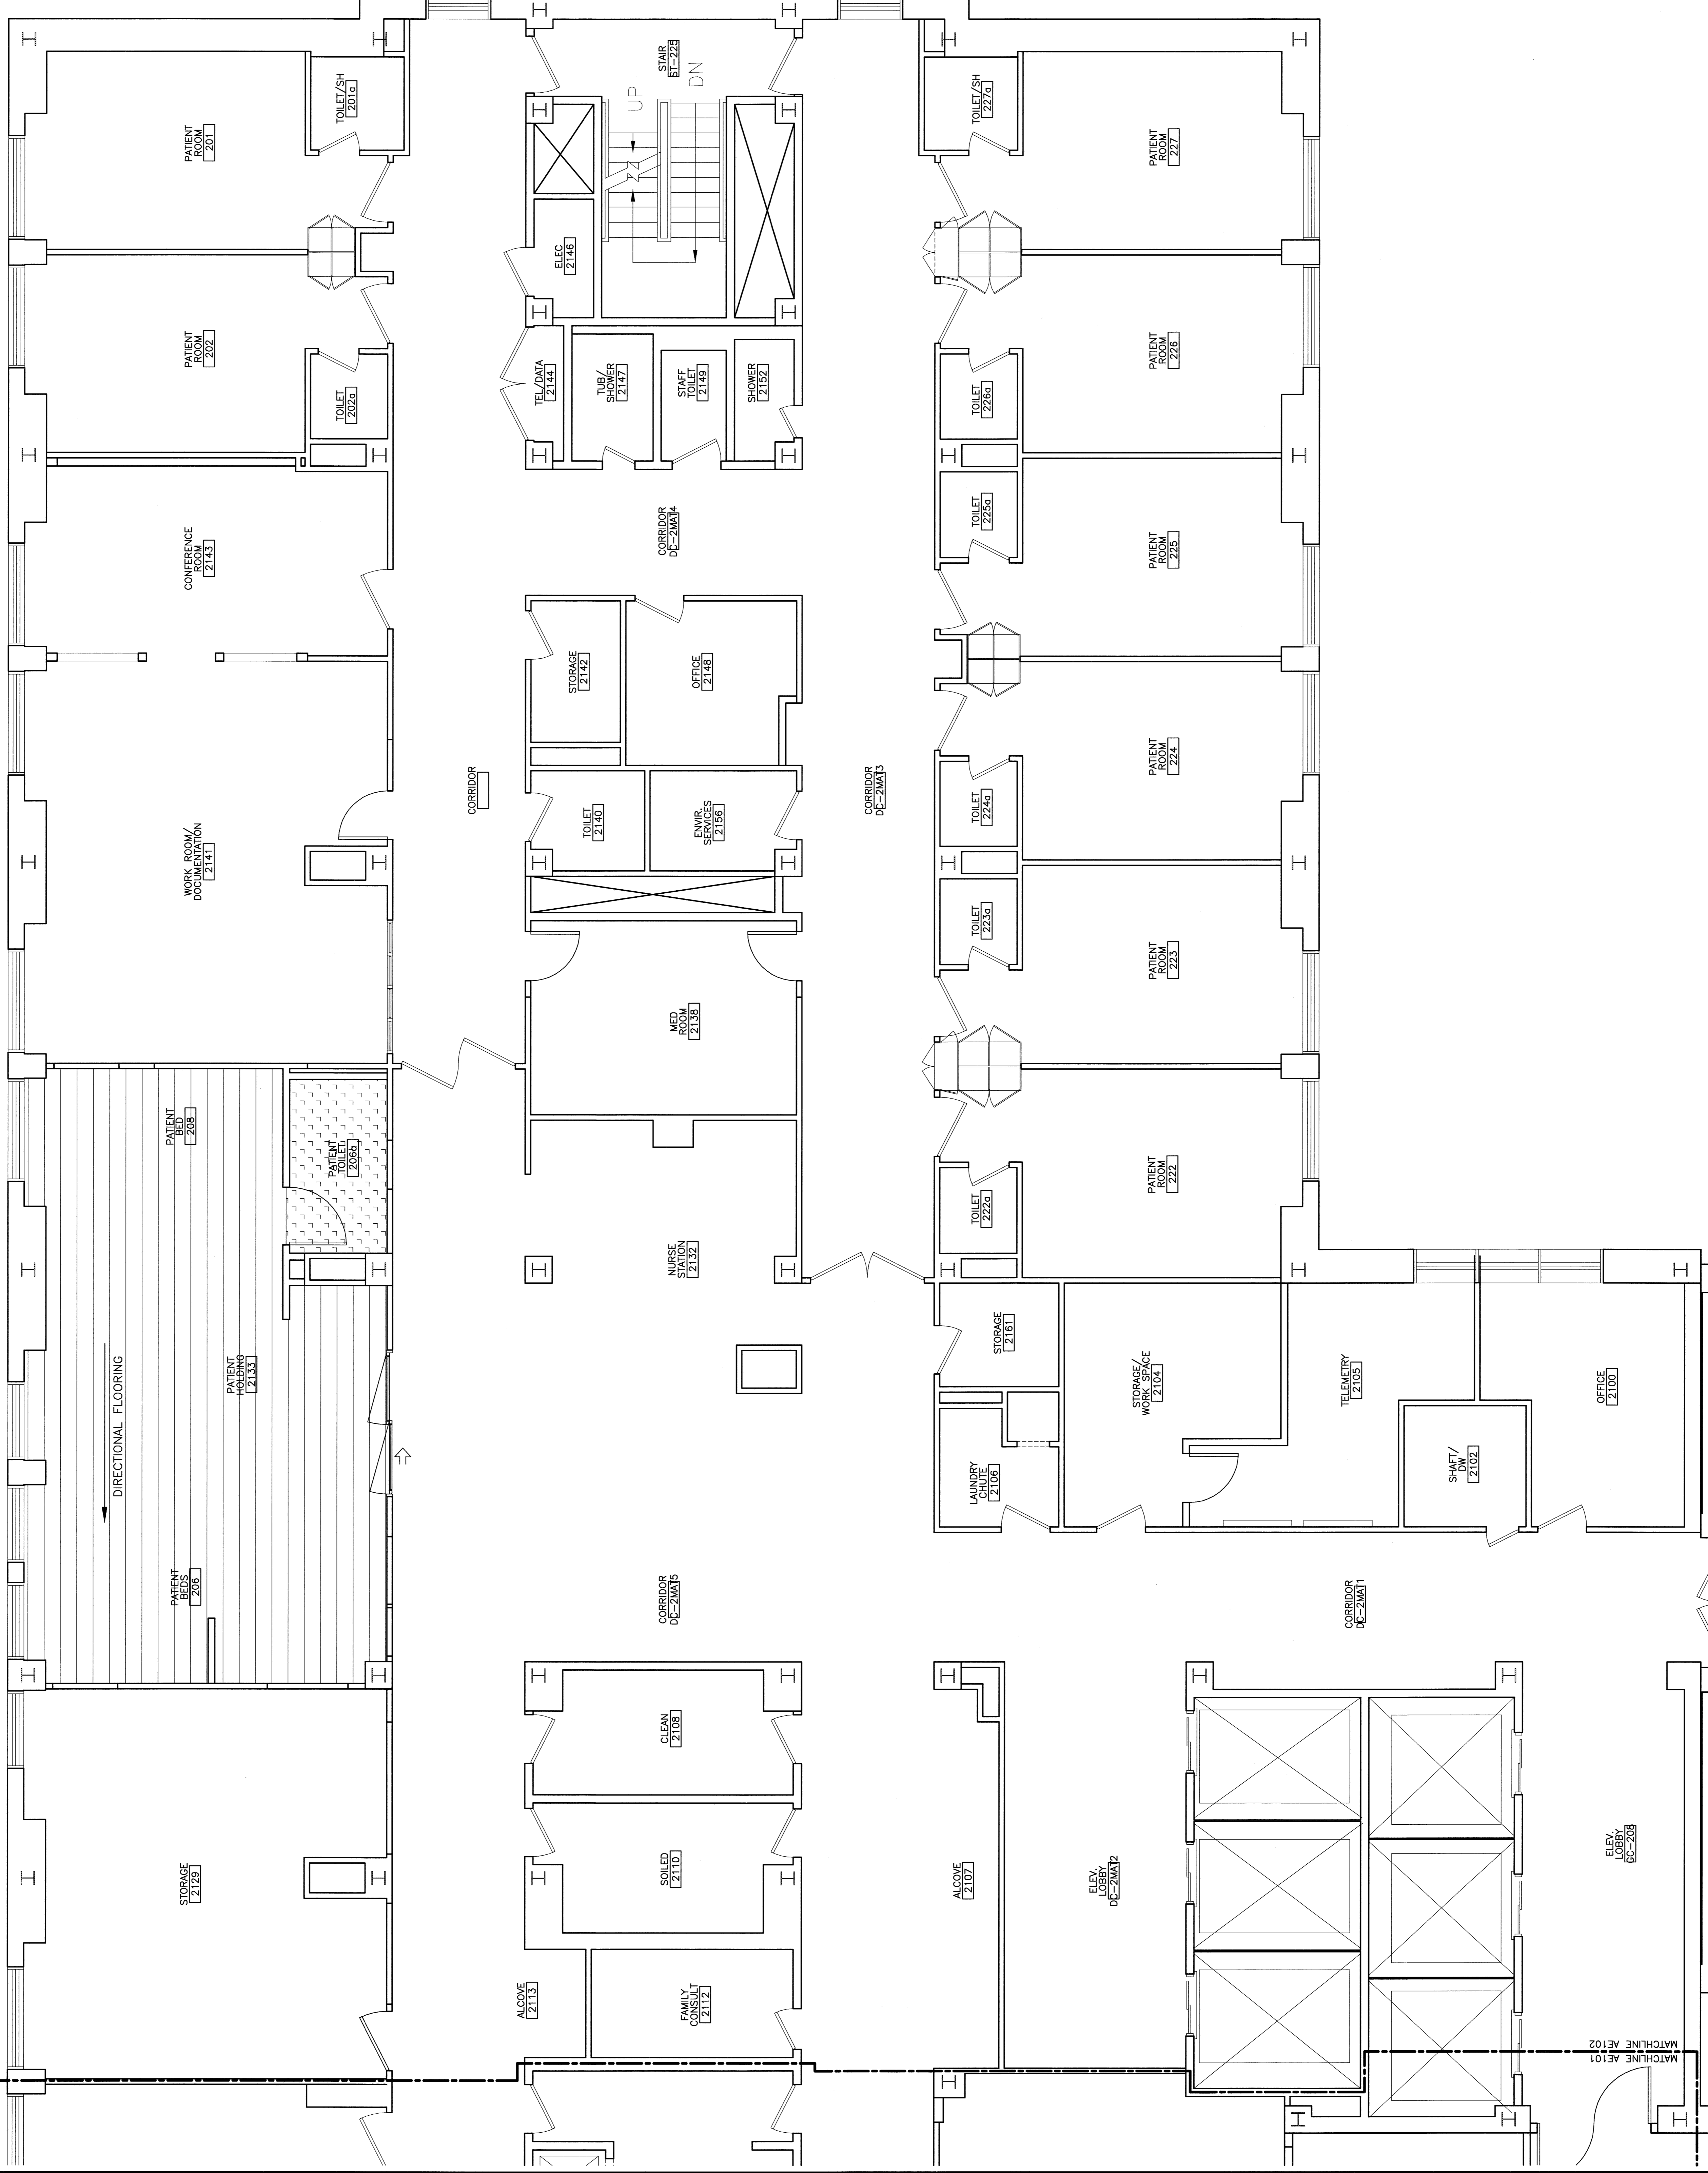 PATIENT
ROOM
201
TOILET/SH
201a
STAIR
ST-225
UP
DN
TOILET/SH
227a
PATIENT
ROOM
227
ELEC
2146
PATIENT
ROOM
202
TOILET
202a
TEL/DATA
2144
TUB/
SHOWER
2147
STAFF
TOILET
2149
SHOWER
2152
TOILET
226a
PATIENT
ROOM
226
CONFERENCE
ROOM
2143
CORRIDOR
DC-2MAT4
TOILET
225a
PATIENT
ROOM
225
STORAGE
2142
OFFICE
2148
CORRIDOR
CORRIDOR
DC-2MAT3
PATIENT
ROOM
224
TOILET
224a
WORK ROOM/
DOCUMENTATION
2141
TOILET
2140
ENVIR.
SERVICES
2156
TOILET
223a
PATIENT
ROOM
223
MED
ROOM
2138
PATIENT
BED
208
PATIENT
TOILET
206a
TOILET
222a
PATIENT
ROOM
222
NURSE
STATION
2132
DIRECTIONAL FLOORING
PATIENT
HOLDING
2133
STORAGE
2161
STORAGE/
WORK SPACE
2104
TELEMETRY
2105
OFFICE
2100
LAUNDRY
CHUTE
2106
SHAFT/
DW
2102
PATIENT
BEDS
206
CORRIDOR
DC-2MAT5
CORRIDOR
DC-2MAT1
CLEAN
2108
STORAGE
2129
SOILED
2110
ALCOVE
2107
ELEV.
LOBBY
DC-2MAT2
ELEV.
LOBBY
GC-208
ALCOVE
2113
FAMILY
CONSULT
2112
MATCHLINE AE102
MATCHLINE AE101